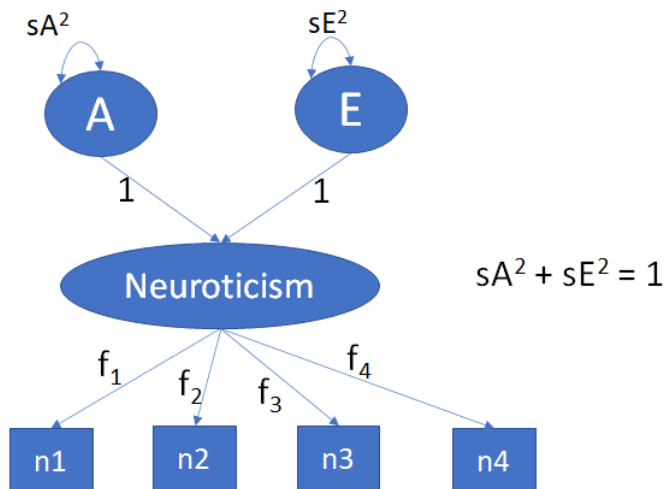 sA² sE²
A E
1 1
Neuroticism
sA² + sE² = 1
f₁ f₂ f₃ f₄
n1 n2 n3 n4